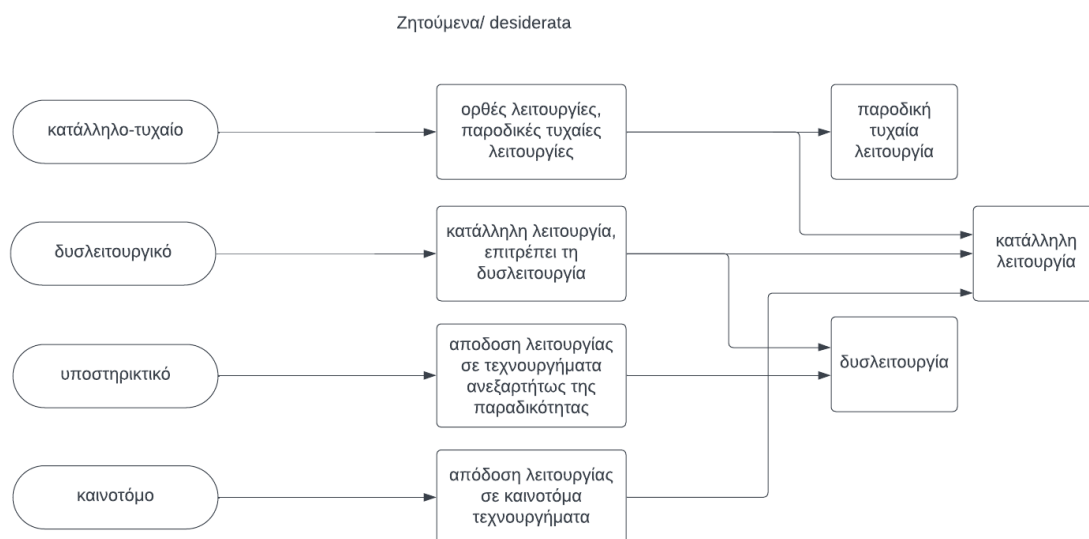 Ζητούμενα/ desiderata
κατάλληλο-τυχαίο
ορθές λειτουργίες,
παροδικές τυχαίες
λειτουργίες
παροδική
τυχαία
λειτουργία
δυσλειτουργικό
κατάλληλη λειτουργία,
επιτρέπει τη
δυσλειτουργία
κατάλληλη
λειτουργία
υποστηρικτικό
αποδοση λειτουργίας
σε τεχνουργήματα
ανεξαρτήτως της
παραδικότητας
δυσλειτουργία
καινοτόμο
απόδοση λειτουργίας
σε καινοτόμα
τεχνουργήματα